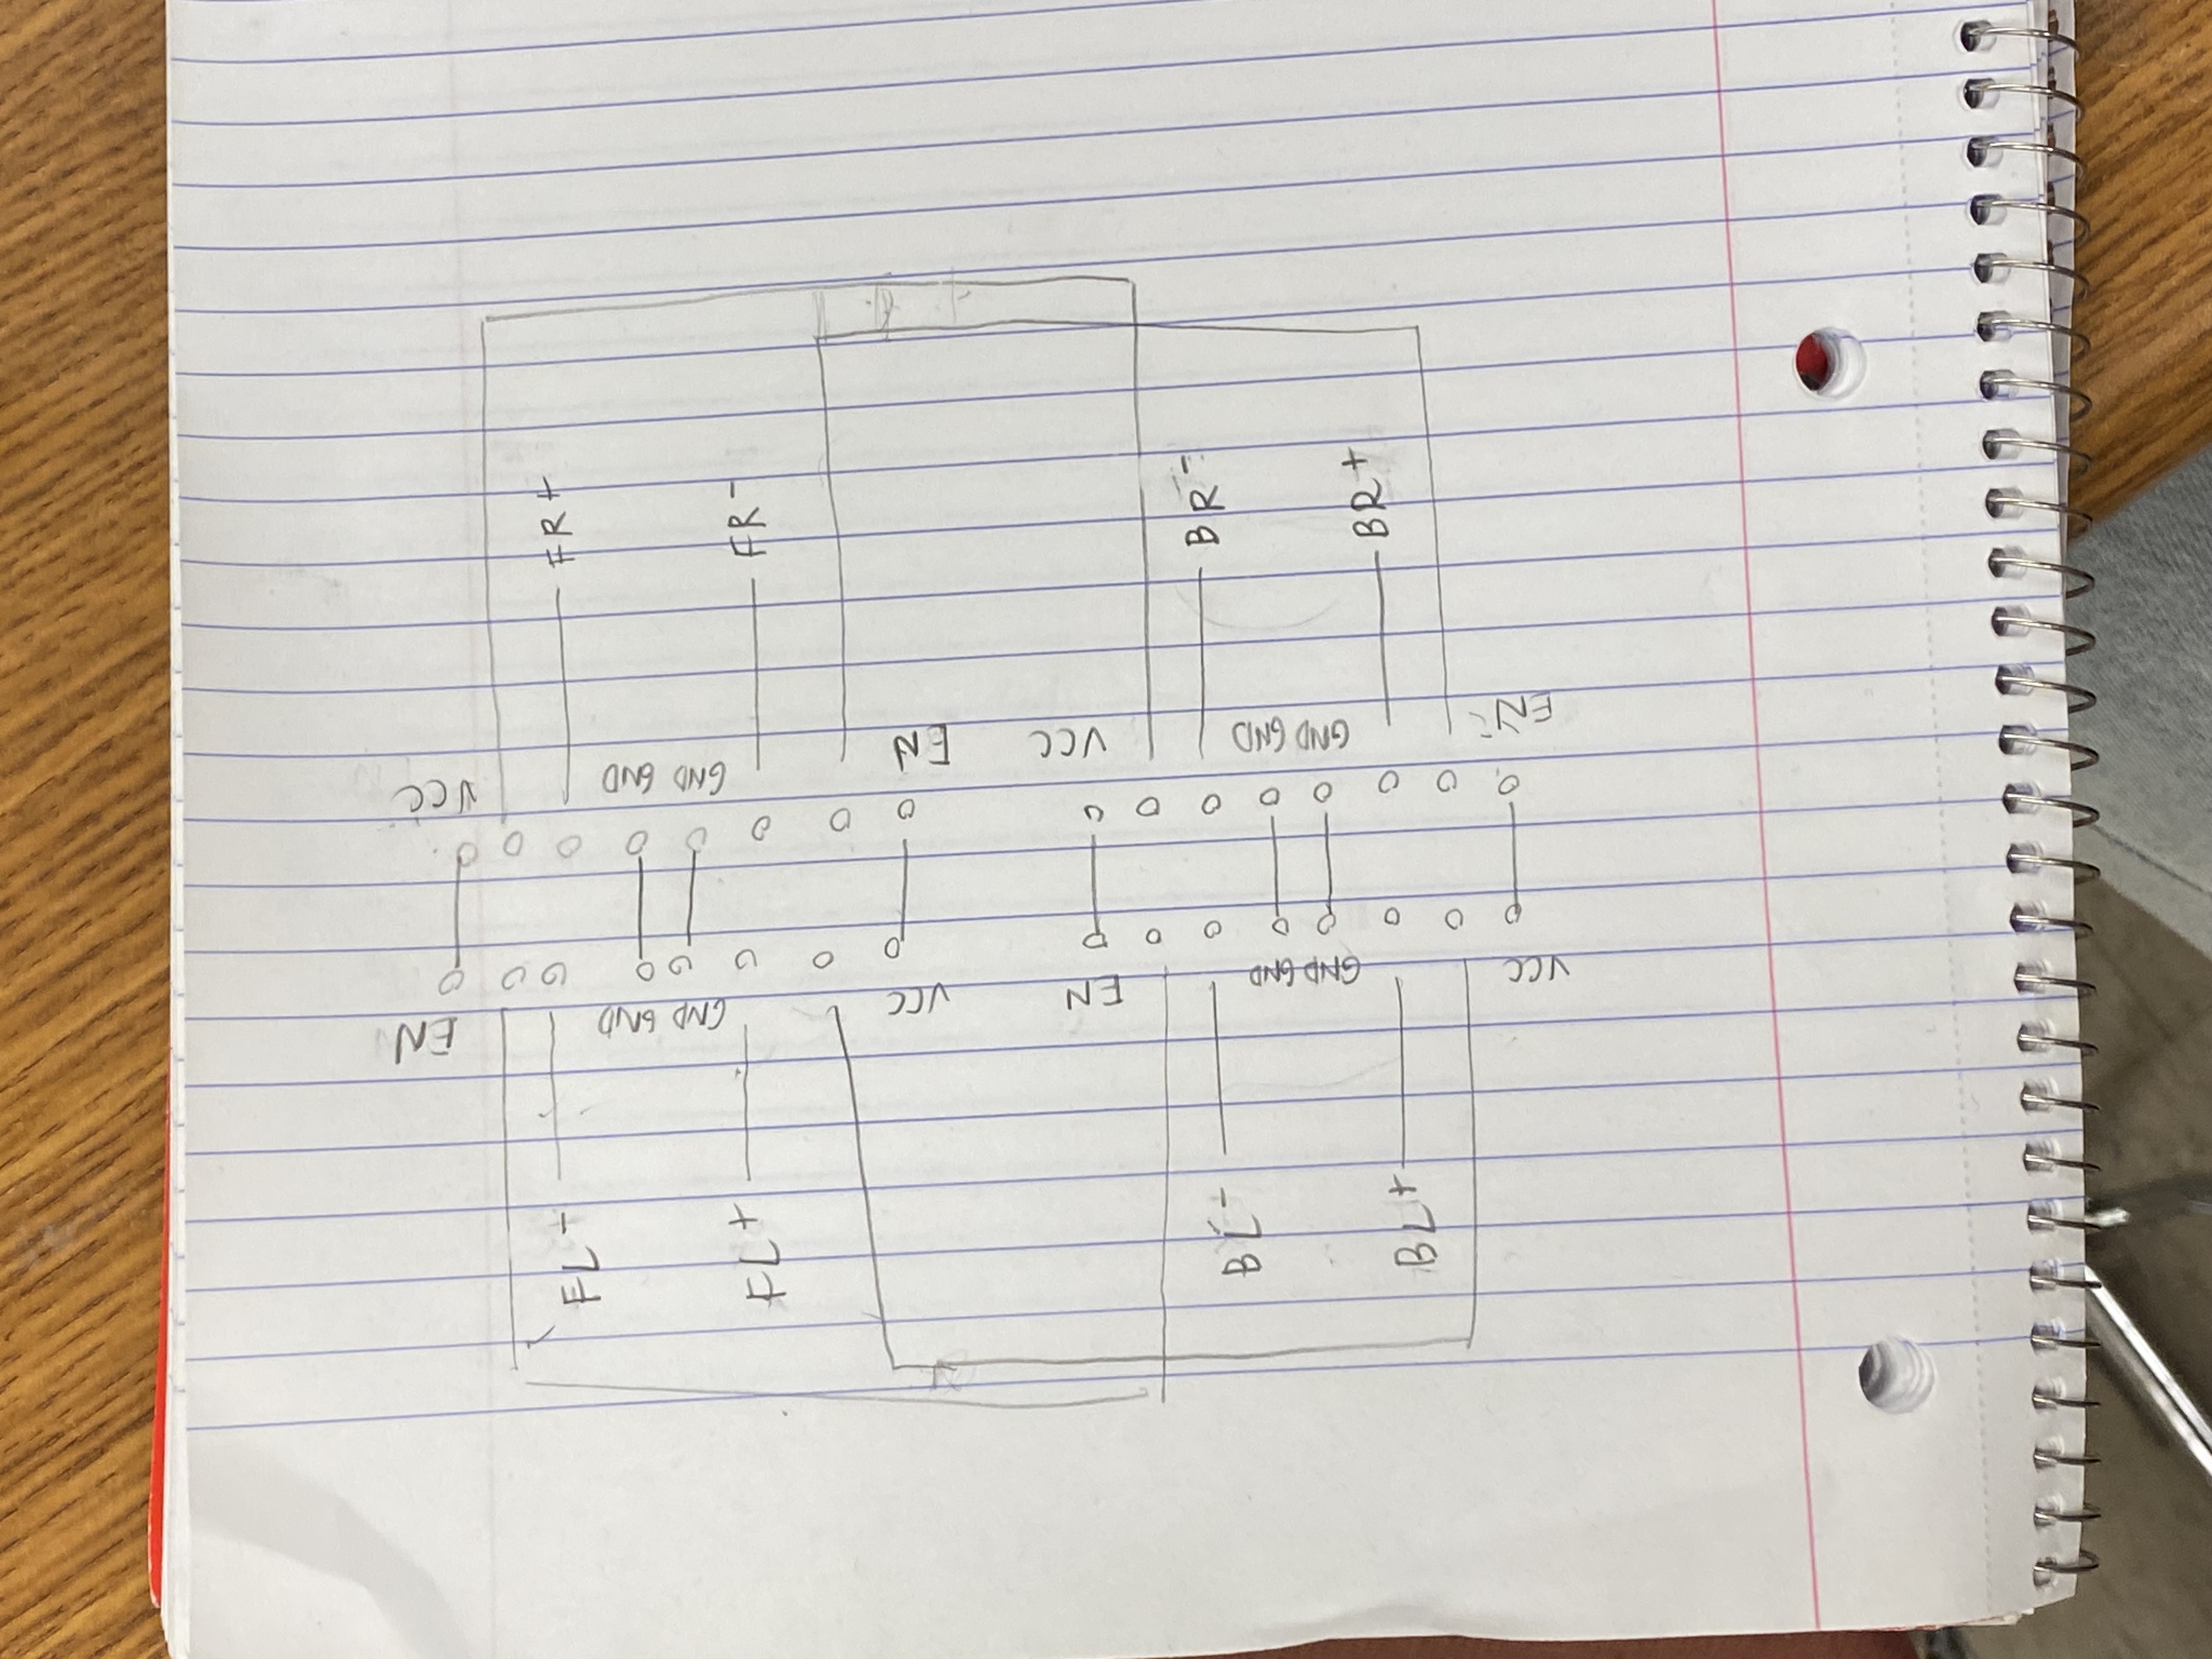 EN
VCC
FL-
FR+
GND GND
GND GND
FL+
FR-
VCC
EN
EN
VCC
BL-
BR-
GND GND
GND GND
BL+
BR+
VCC
EN